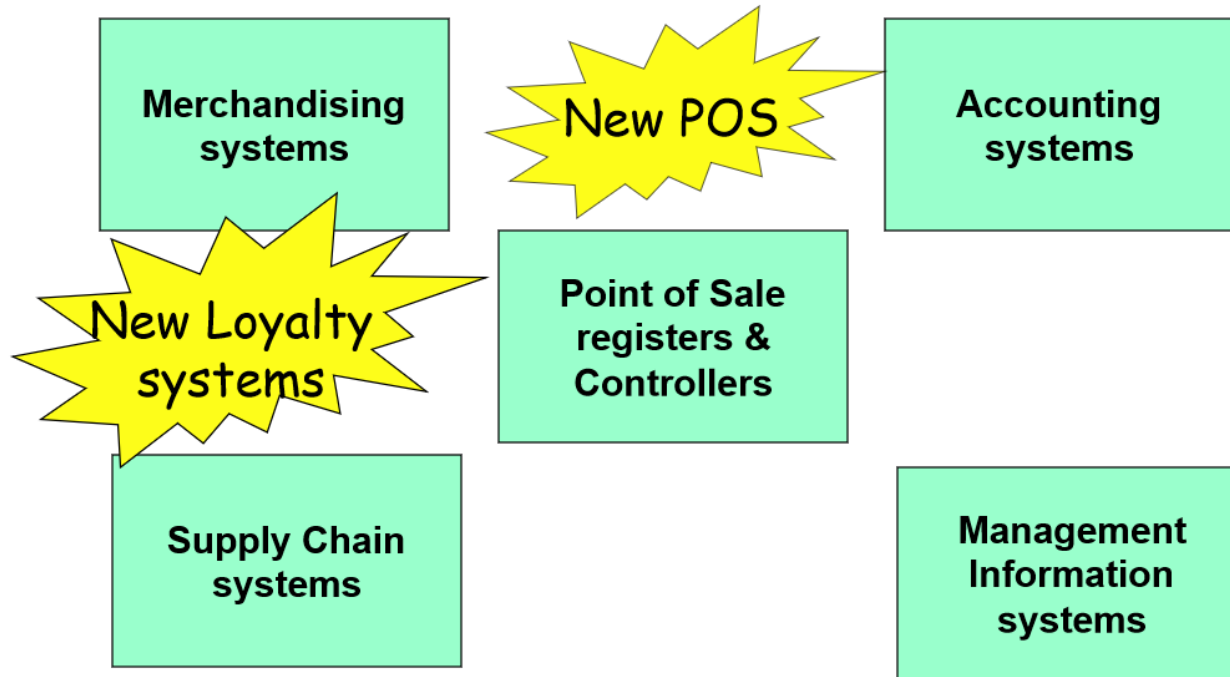 Merchandising
systems
New POS
Accounting
systems
New Loyalty
systems
Point of Sale
registers &
Controllers
Supply Chain
systems
Management
Information
systems